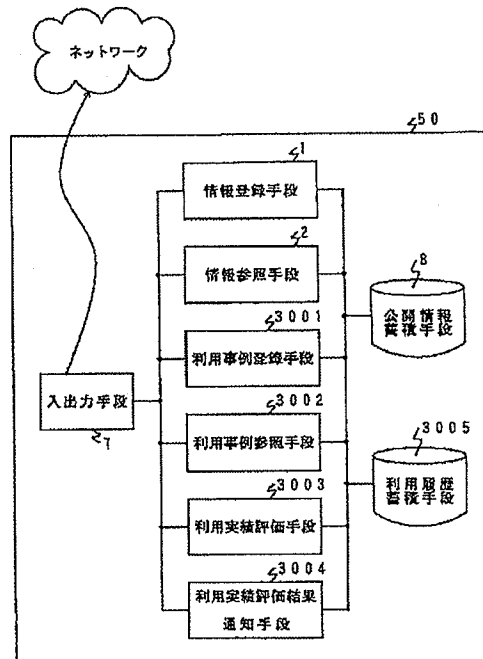 ネットワーク
50
1
情報登録手段
2
情報参照手段
8
公開情報
蓄積手段
3001
利用事例登録手段
入出力手段
7
3002
利用事例参照手段
3005
利用履歴
蓄積手段
3003
利用実績評価手段
3004
利用実績評価結果
通知手段